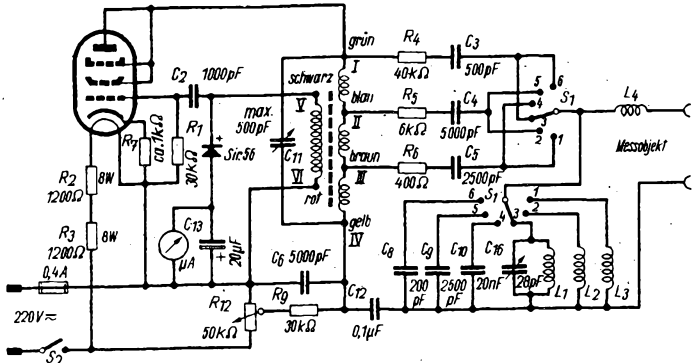 grün
I
R4
40kΩ
C3
500pF
C2
1000pF
schwarz
V
blau
II
R5
6kΩ
C4
5000pF
5
6
4
3
2
1
S1
L4
max.
500pF
C11
R7
ca.1kΩ
R1
30kΩ
Sir.56
VI
rot
braun
III
R6
400Ω
C5
2500pF
Messobjekt
R2
1200Ω
8W
gelb
IV
6
5
4
S1
3
1
2
R3
1200Ω
8W
µA
C13
20µF
+
+
C8
200
pF
C9
2500
pF
C10
20nF
C16
28pF
L1
L2
L3
0,4A
C6
5000pF
R12
50kΩ
R9
30kΩ
C12
0,1µF
220V≂
S2